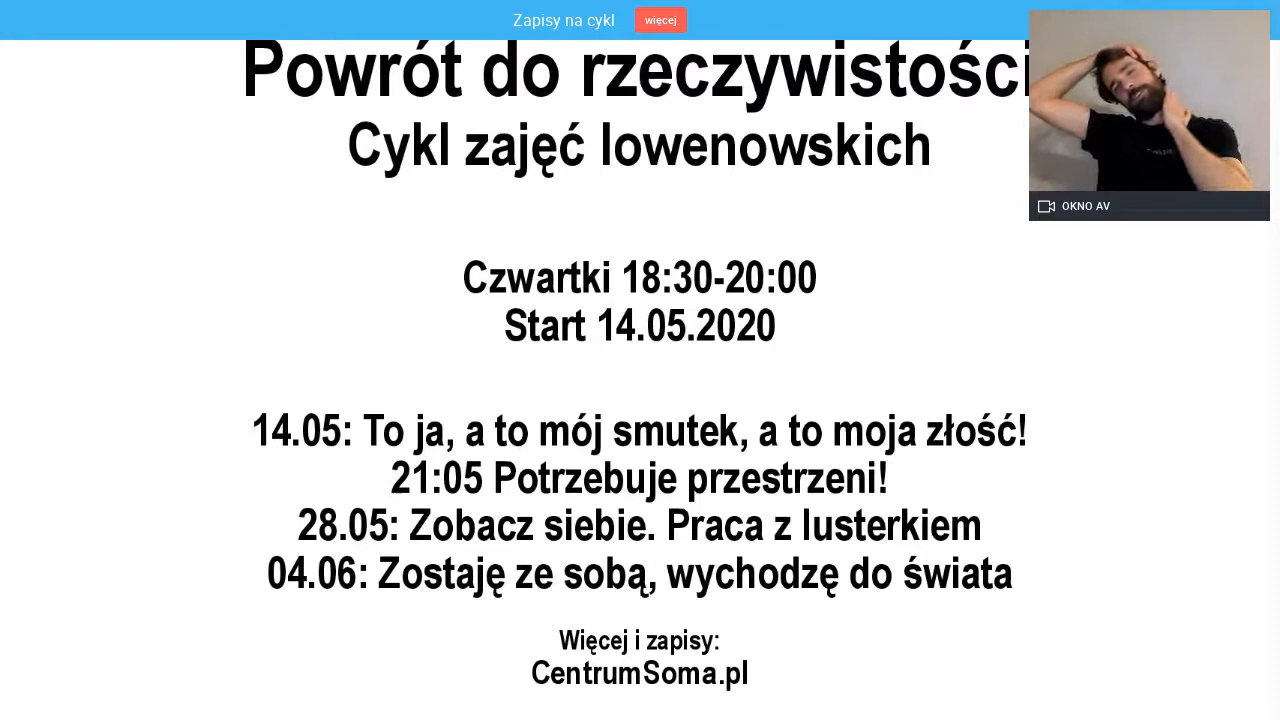 Zapisy na cykl więcej
Powrót do rzeczywistości
Cykl zajęć lowenowskich
OKNO AV
Czwartki 18:30-20:00
Start 14.05.2020
14.05: To ja, a to mój smutek, a to moja złość!
21:05 Potrzebuje przestrzeni!
28.05: Zobacz siebie. Praca z lusterkiem
04.06: Zostaję ze sobą, wychodzę do świata
Więcej i zapisy:
CentrumSoma.pl